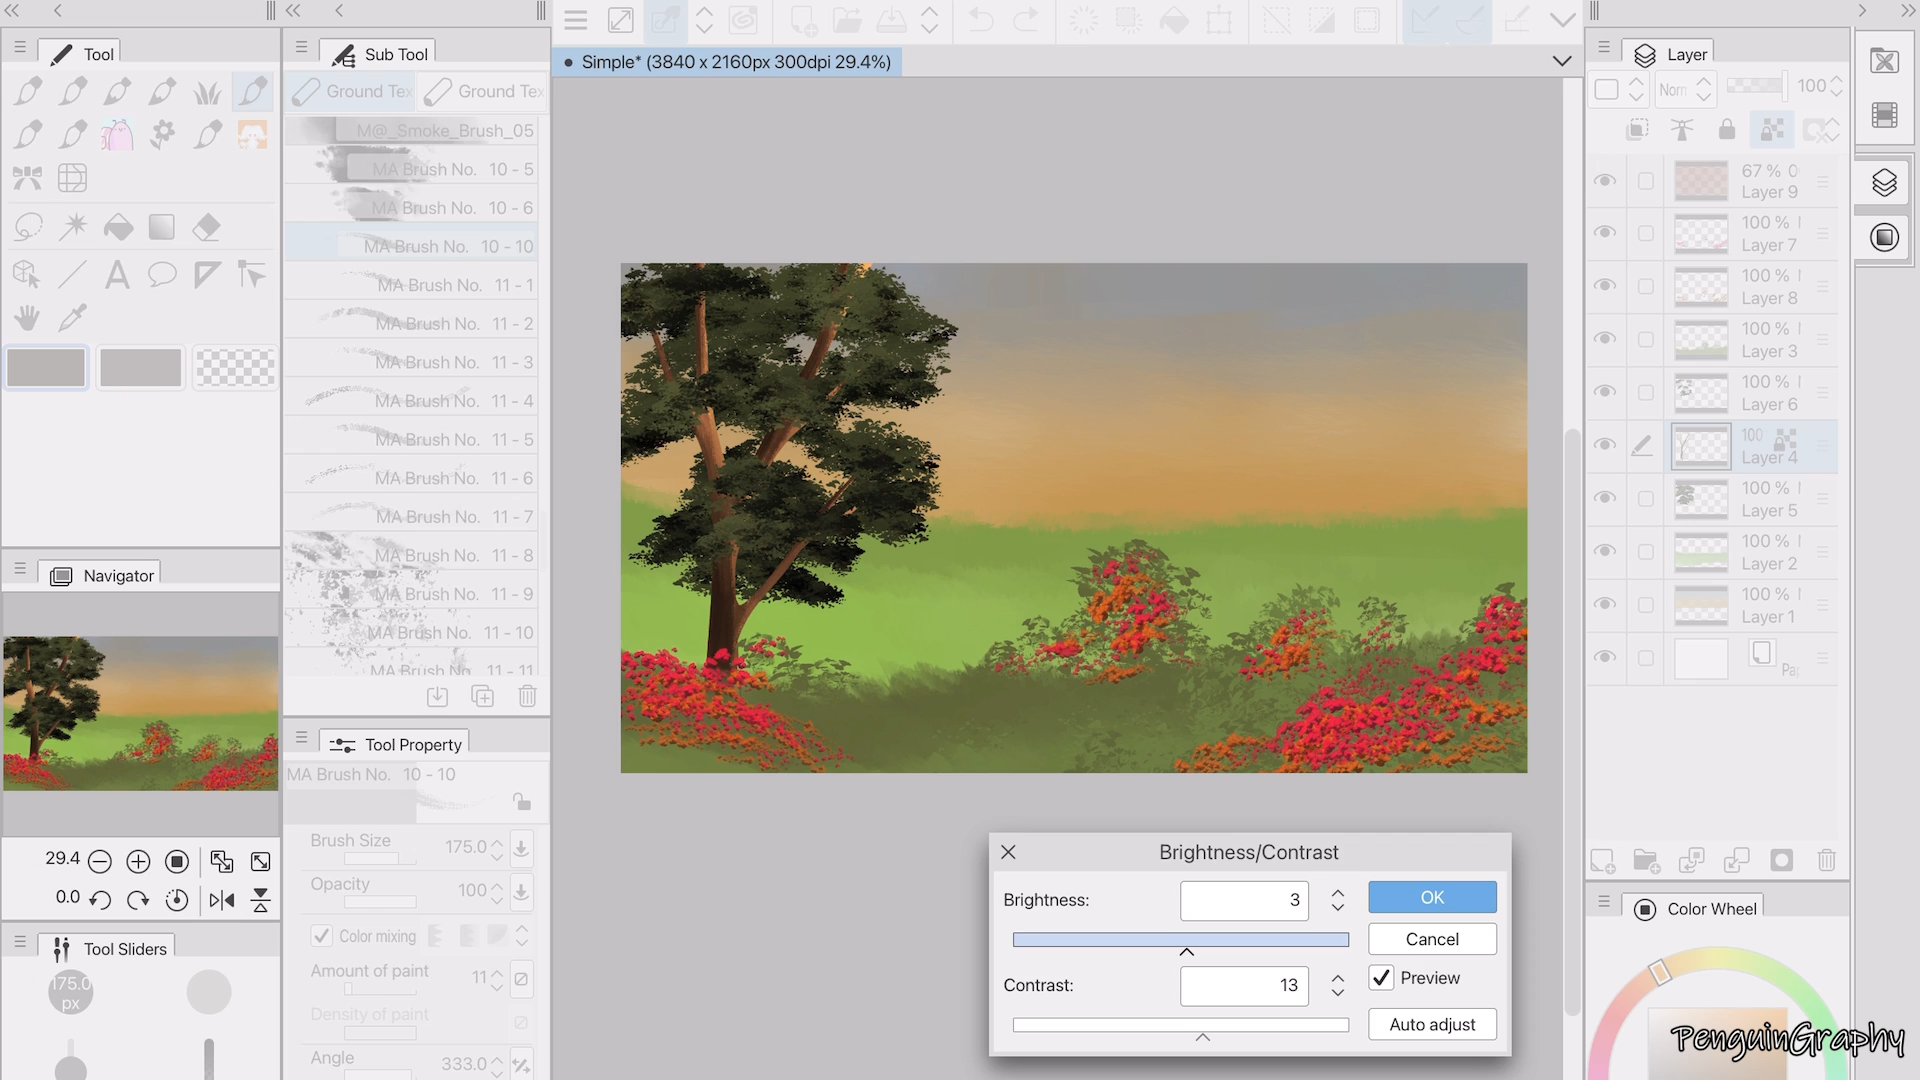 Tool
Sub Tool
Simple* (3840 x 2160px 300dpi 29.4%)
Layer
Ground Tex
Ground Tex
Norm
100
M@_Smoke_Brush_05
MA Brush No. 10 - 5
MA Brush No. 10 - 6
MA Brush No. 10 - 10
MA Brush No. 11 - 1
MA Brush No. 11 - 2
MA Brush No. 11 - 3
MA Brush No. 11 - 4
MA Brush No. 11 - 5
MA Brush No. 11 - 6
MA Brush No. 11 - 7
MA Brush No. 11 - 8
MA Brush No. 11 - 9
MA Brush No. 11 - 10
MA Brush No. 11 - 11
67 %
Layer 9
100 %
Layer 7
100 %
Layer 8
100 %
Layer 3
100 %
Layer 6
100
Layer 4
100 %
Layer 5
100 %
Layer 2
100 %
Layer 1
Pa
Navigator
29.4
0.0
Tool Sliders
175.0
px
Tool Property
MA Brush No. 10 - 10
Brush Size 175.0
Opacity 100
Color mixing
Amount of paint 11
Density of paint
Angle 333.0
Brightness/Contrast
Brightness: 3
OK
Cancel
Contrast: 13
Preview
Auto adjust
Color Wheel
PenguinGraphy